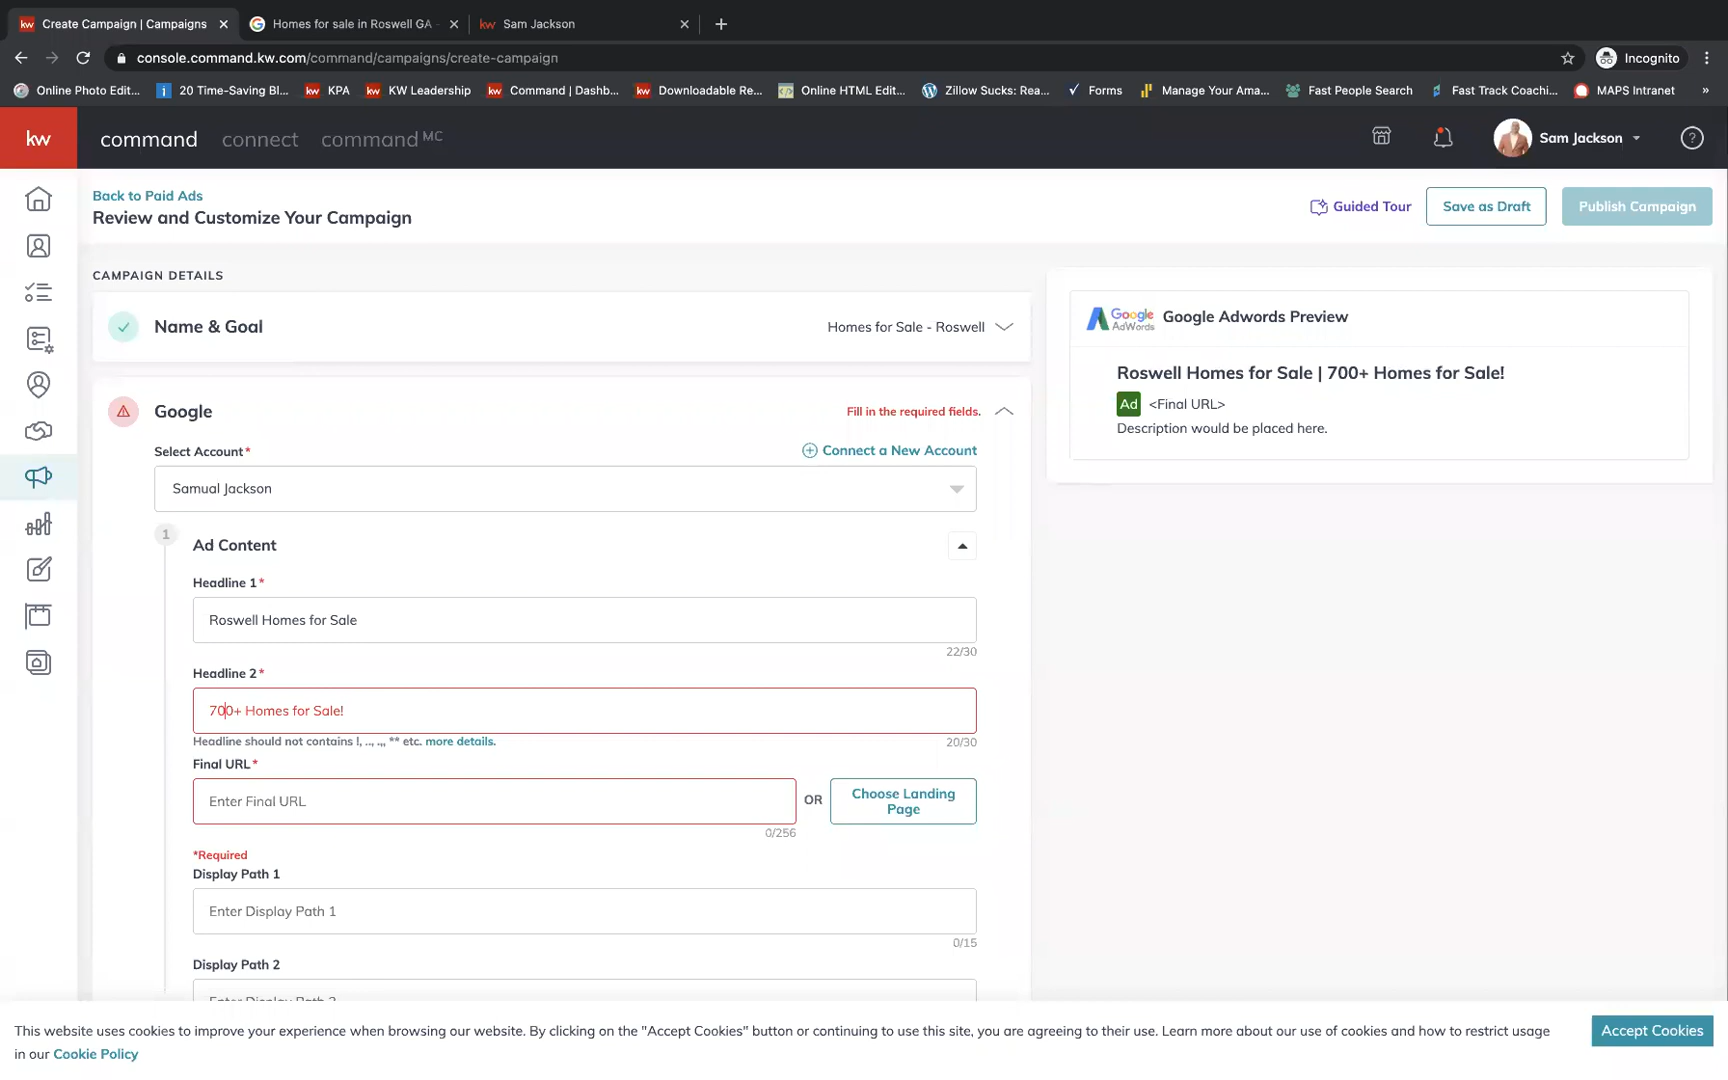 Create Campaign | Campaigns
Homes for sale in Roswell GA -
kw Sam Jackson
console.command.kw.com/command/campaigns/create-campaign
Incognito
Online Photo Edit...
20 Time-Saving Bl...
kw KPA
kw KW Leadership
kw Command | Dashb...
kw Downloadable Re...
Online HTML Edit...
Zillow Sucks: Rea...
Forms
Manage Your Ama...
Fast People Search
Fast Track Coachi...
MAPS Intranet
»
kw
command
connect
command MC
Sam Jackson
?
Back to Paid Ads
Review and Customize Your Campaign
Guided Tour
Save as Draft
Publish Campaign
CAMPAIGN DETAILS
Name & Goal
Homes for Sale - Roswell
Google
Fill in the required fields.
Select Account*
Connect a New Account
Samual Jackson
1
Ad Content
Headline 1*
Roswell Homes for Sale
22/30
Headline 2*
700+ Homes for Sale!
Headline should not contains !, .., .,, ** etc. more details.
20/30
Final URL*
Enter Final URL
OR
Choose Landing
Page
0/256
*Required
Display Path 1
Enter Display Path 1
0/15
Display Path 2
Enter Display Path 2
Google AdWords
Google Adwords Preview
Roswell Homes for Sale | 700+ Homes for Sale!
Ad <Final URL>
Description would be placed here.
This website uses cookies to improve your experience when browsing our website. By clicking on the "Accept Cookies" button or continuing to use this site, you are agreeing to their use. Learn more about our use of cookies and how to restrict usage
in our Cookie Policy
Accept Cookies